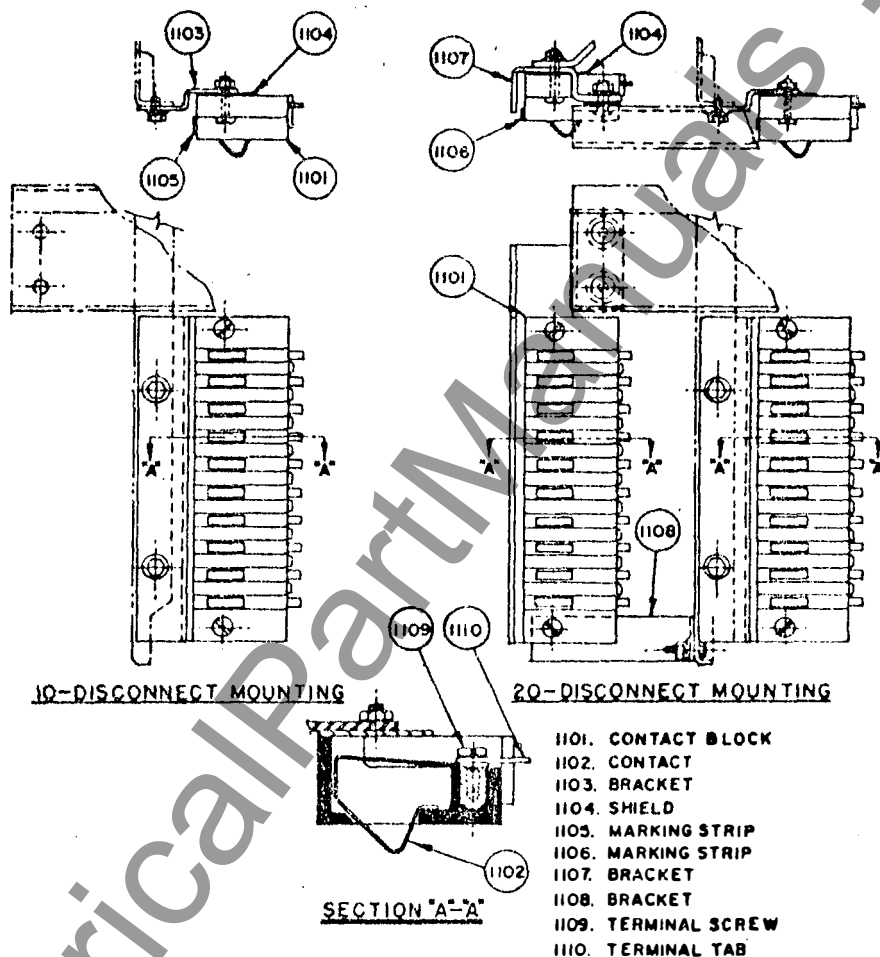 1103
1104
1105
1101
1107
1104
1106
1101
"A"
"A"
"A"
"A"
"A"
"A"
1108
1109
1110
10-DISCONNECT MOUNTING
20-DISCONNECT MOUNTING
1102
SECTION "A"-"A"
1101. CONTACT BLOCK
1102. CONTACT
1103. BRACKET
1104. SHIELD
1105. MARKING STRIP
1106. MARKING STRIP
1107. BRACKET
1108. BRACKET
1109. TERMINAL SCREW
1110. TERMINAL TAB
ricalPartManuals